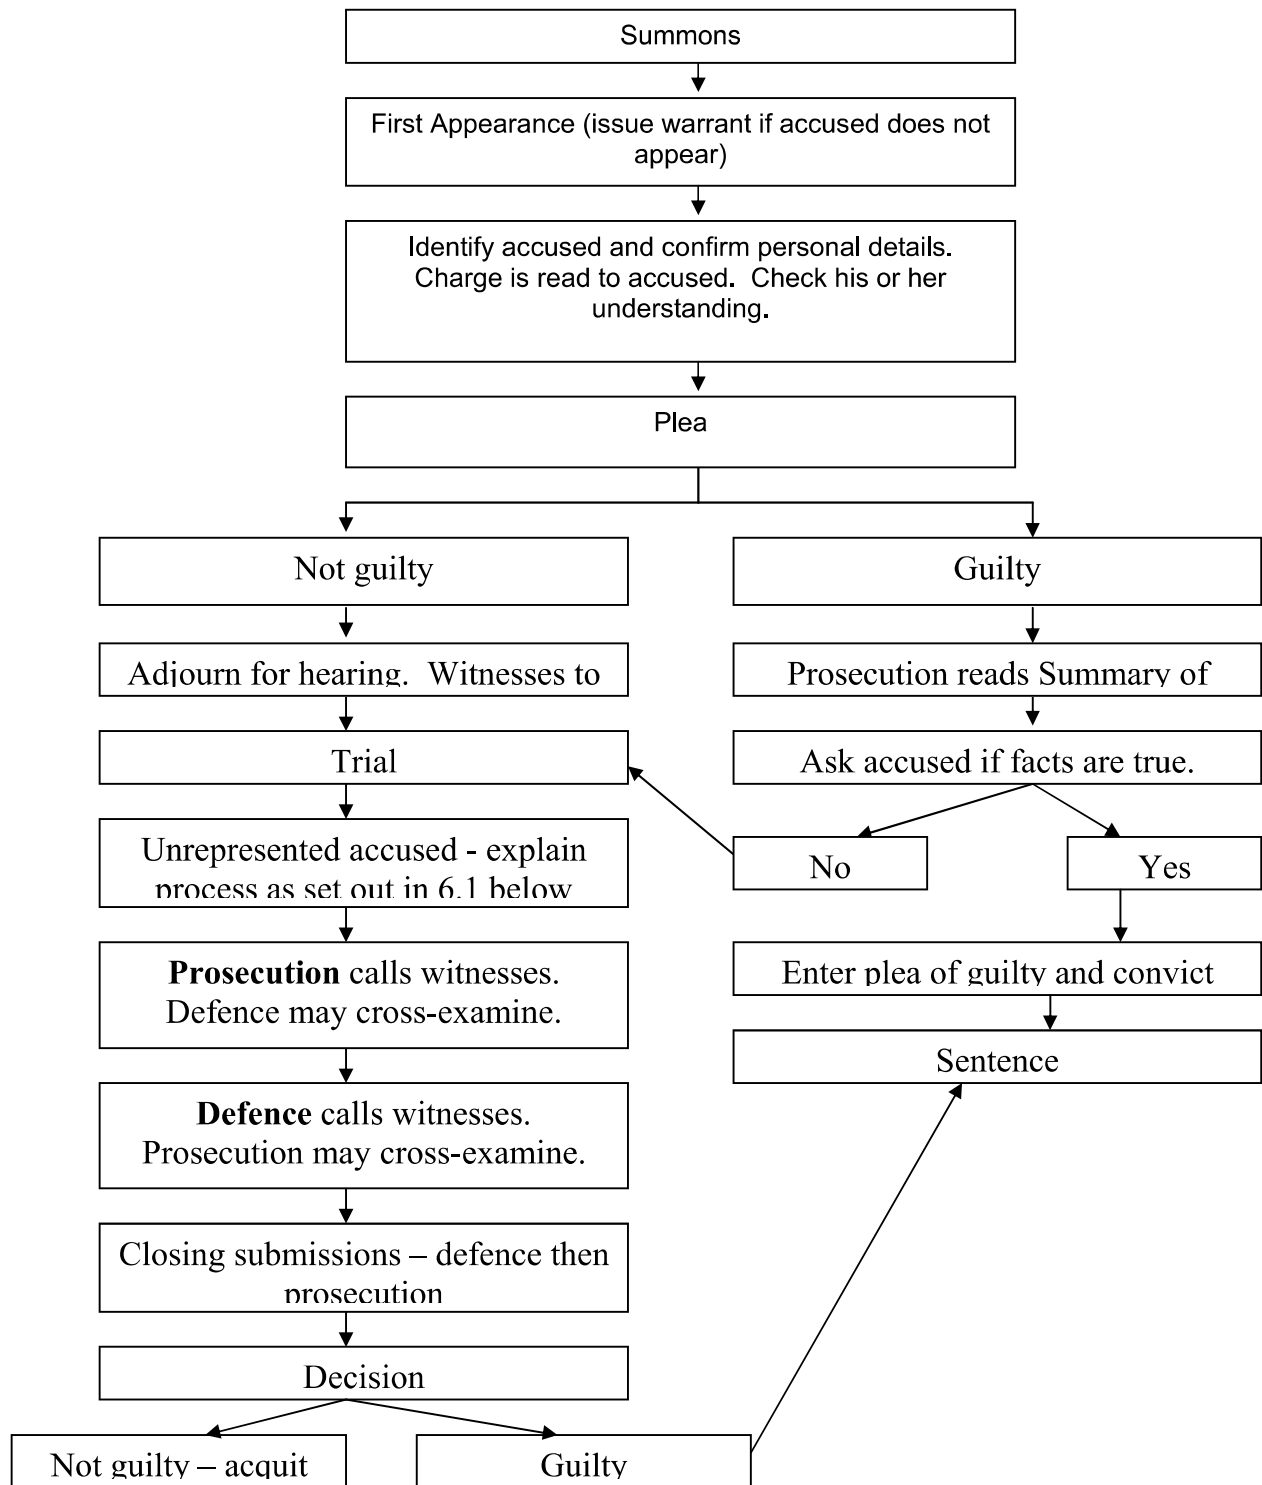 Summons
First Appearance (issue warrant if accused does not
appear)
Identify accused and confirm personal details.
Charge is read to accused.  Check his or her
understanding.
Plea
Not guilty
Guilty
Adjourn for hearing.  Witnesses to
Prosecution reads Summary of
Trial
Ask accused if facts are true.
Unrepresented accused - explain
process as set out in 6.1 below
No
Yes
Prosecution calls witnesses.
Defence may cross-examine.
Enter plea of guilty and convict
Sentence
Defence calls witnesses.
Prosecution may cross-examine.
Closing submissions – defence then
prosecution
Decision
Not guilty – acquit
Guilty